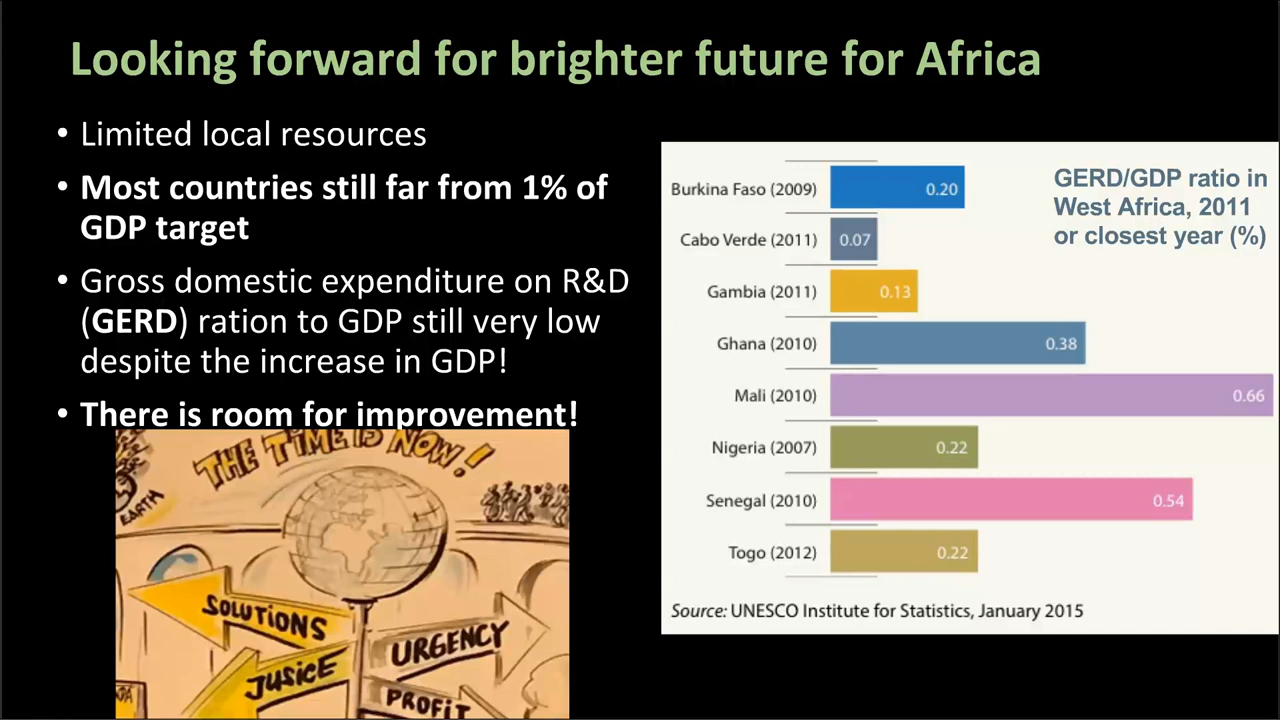 Looking forward for brighter future for Africa
• Limited local resources
• Most countries still far from 1% of
GDP target
• Gross domestic expenditure on R&D
(GERD) ration to GDP still very low
despite the increase in GDP!
• There is room for improvement!
GERD/GDP ratio in
West Africa, 2011
or closest year (%)
Burkina Faso (2009) 0.20
Cabo Verde (2011) 0.07
Gambia (2011) 0.13
Ghana (2010) 0.38
Mali (2010) 0.66
Nigeria (2007) 0.22
Senegal (2010) 0.54
Togo (2012) 0.22
Source: UNESCO Institute for Statistics, January 2015
THE TIME IS NOW!
EARTH
SOLUTIONS
URGENCY
JUSICE
PROFIT